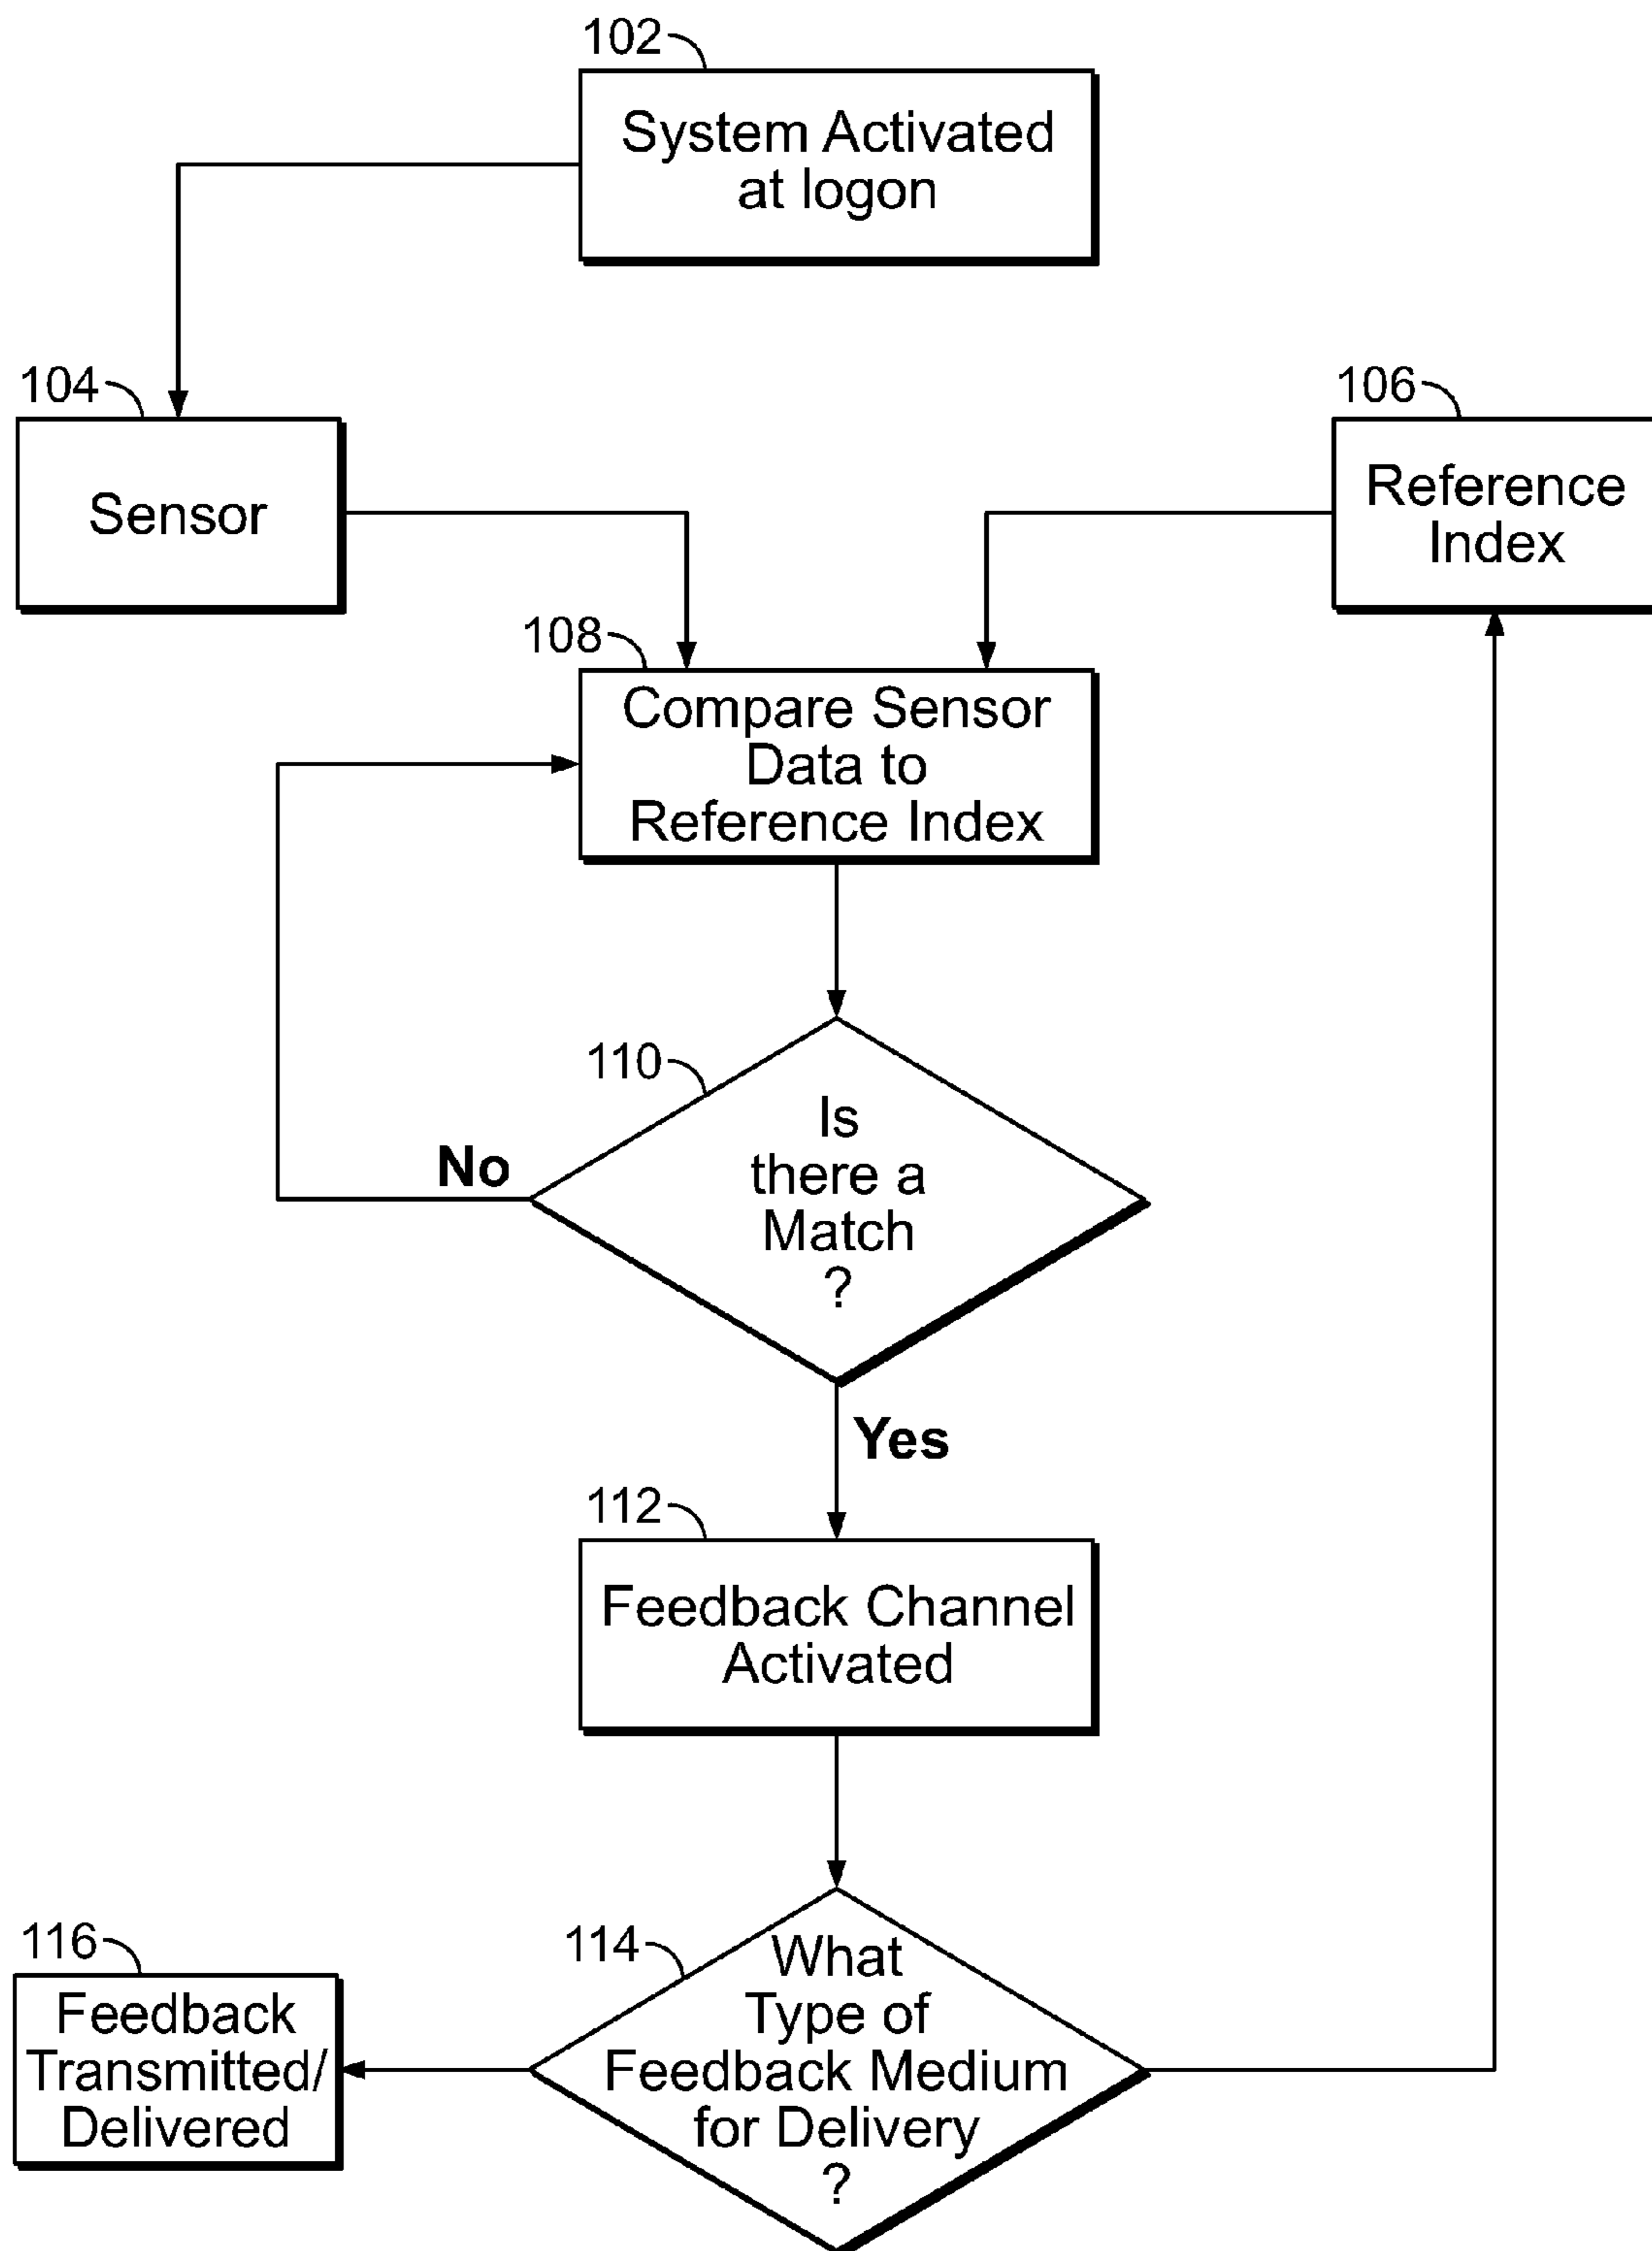 102
System Activated
at logon
104
Sensor
106
Reference
Index
108
Compare Sensor
Data to
Reference Index
110
Is
there a
Match
?
No
Yes
112
Feedback Channel
Activated
114
What
Type of
Feedback Medium
for Delivery
?
116
Feedback
Transmitted/
Delivered